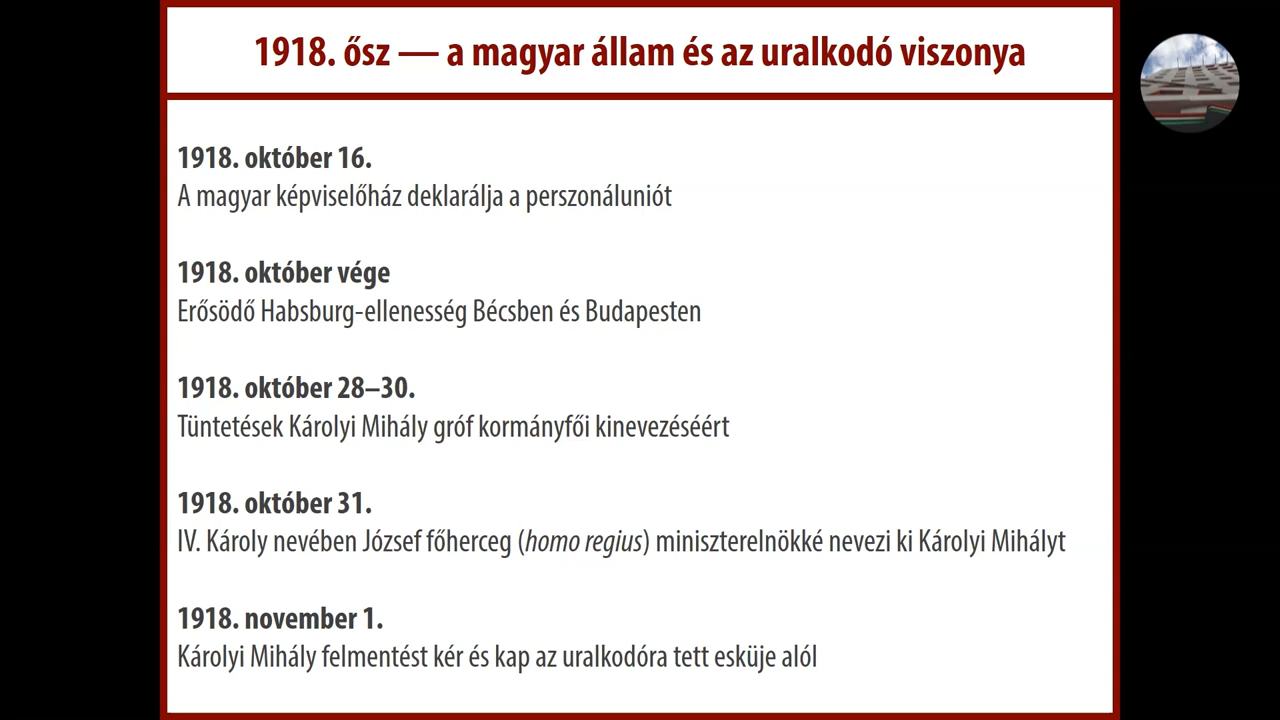 1918. ősz — a magyar állam és az uralkodó viszonya
1918. október 16.
A magyar képviselőház deklarálja a perszonáluniót
1918. október vége
Erősödő Habsburg-ellenesség Bécsben és Budapesten
1918. október 28–30.
Tüntetések Károlyi Mihály gróf kormányfői kinevezéséért
1918. október 31.
IV. Károly nevében József főherceg (homo regius) miniszterelnökké nevezi ki Károlyi Mihályt
1918. november 1.
Károlyi Mihály felmentést kér és kap az uralkodóra tett esküje alól